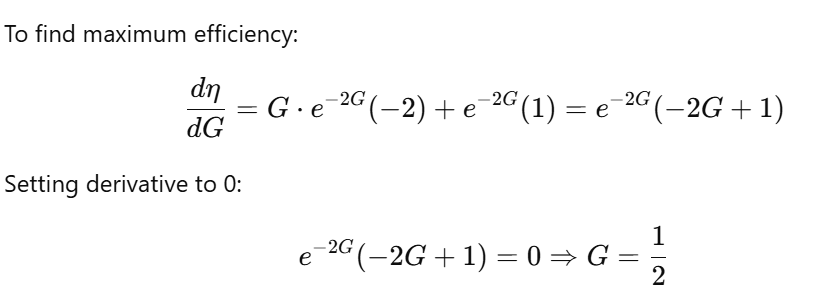 To find maximum efficiency:
dη/dG = G · e^−2G(−2) + e^−2G(1) = e^−2G(−2G + 1)
Setting derivative to 0:
e^−2G(−2G + 1) = 0 ⇒ G = 1/2